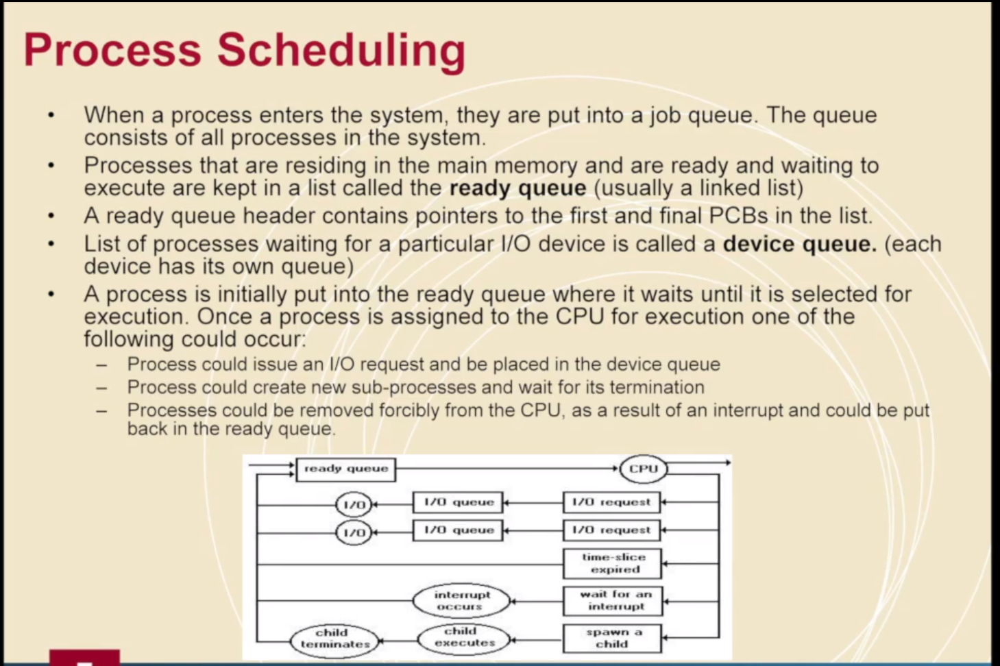 Process Scheduling
• When a process enters the system, they are put into a job queue. The queue
consists of all processes in the system.
• Processes that are residing in the main memory and are ready and waiting to
execute are kept in a list called the ready queue (usually a linked list)
• A ready queue header contains pointers to the first and final PCBs in the list.
• List of processes waiting for a particular I/O device is called a device queue. (each
device has its own queue)
• A process is initially put into the ready queue where it waits until it is selected for
execution. Once a process is assigned to the CPU for execution one of the
following could occur:
– Process could issue an I/O request and be placed in the device queue
– Process could create new sub-processes and wait for its termination
– Processes could be removed forcibly from the CPU, as a result of an interrupt and could be put
back in the ready queue.
ready queue
CPU
I/O
I/O queue
I/O request
I/O
I/O queue
I/O request
time-slice
expired
interrupt
occurs
wait for an
interrupt
child
terminates
child
executes
spawn a
child